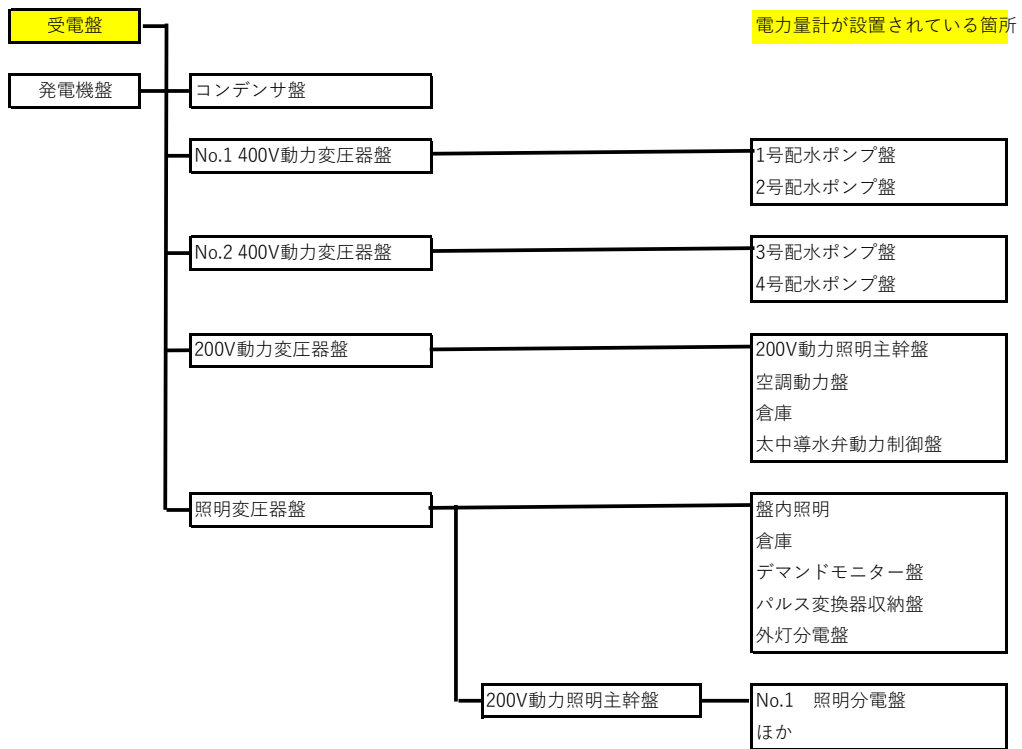 受電盤
電力量計が設置されている箇所
発電機盤
コンデンサ盤
No.1 400V動力変圧器盤
1号配水ポンプ盤
2号配水ポンプ盤
No.2 400V動力変圧器盤
3号配水ポンプ盤
4号配水ポンプ盤
200V動力変圧器盤
200V動力照明主幹盤
空調動力盤
倉庫
太中導水弁動力制御盤
照明変圧器盤
盤内照明
倉庫
デマンドモニター盤
パルス変換器収納盤
外灯分電盤
200V動力照明主幹盤
No.1　照明分電盤
ほか